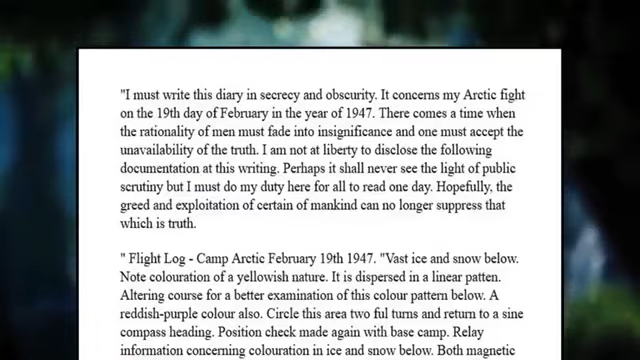 "I must write this diary in secrecy and obscurity. It concerns my Arctic fight
on the 19th day of February in the year of 1947. There comes a time when
the rationality of men must fade into insignificance and one must accept the
unavailability of the truth. I am not at liberty to disclose the following
documentation at this writing. Perhaps it shall never see the light of public
scrutiny but I must do my duty here for all to read one day. Hopefully, the
greed and exploitation of certain of mankind can no longer suppress that
which is truth.
" Flight Log - Camp Arctic February 19th 1947. "Vast ice and snow below.
Note colouration of a yellowish nature. It is dispersed in a linear patten.
Altering course for a better examination of this colour pattern below. A
reddish-purple colour also. Circle this area two ful turns and return to a sine
compass heading. Position check made again with base camp. Relay
information concerning colouration in ice and snow below. Both magnetic